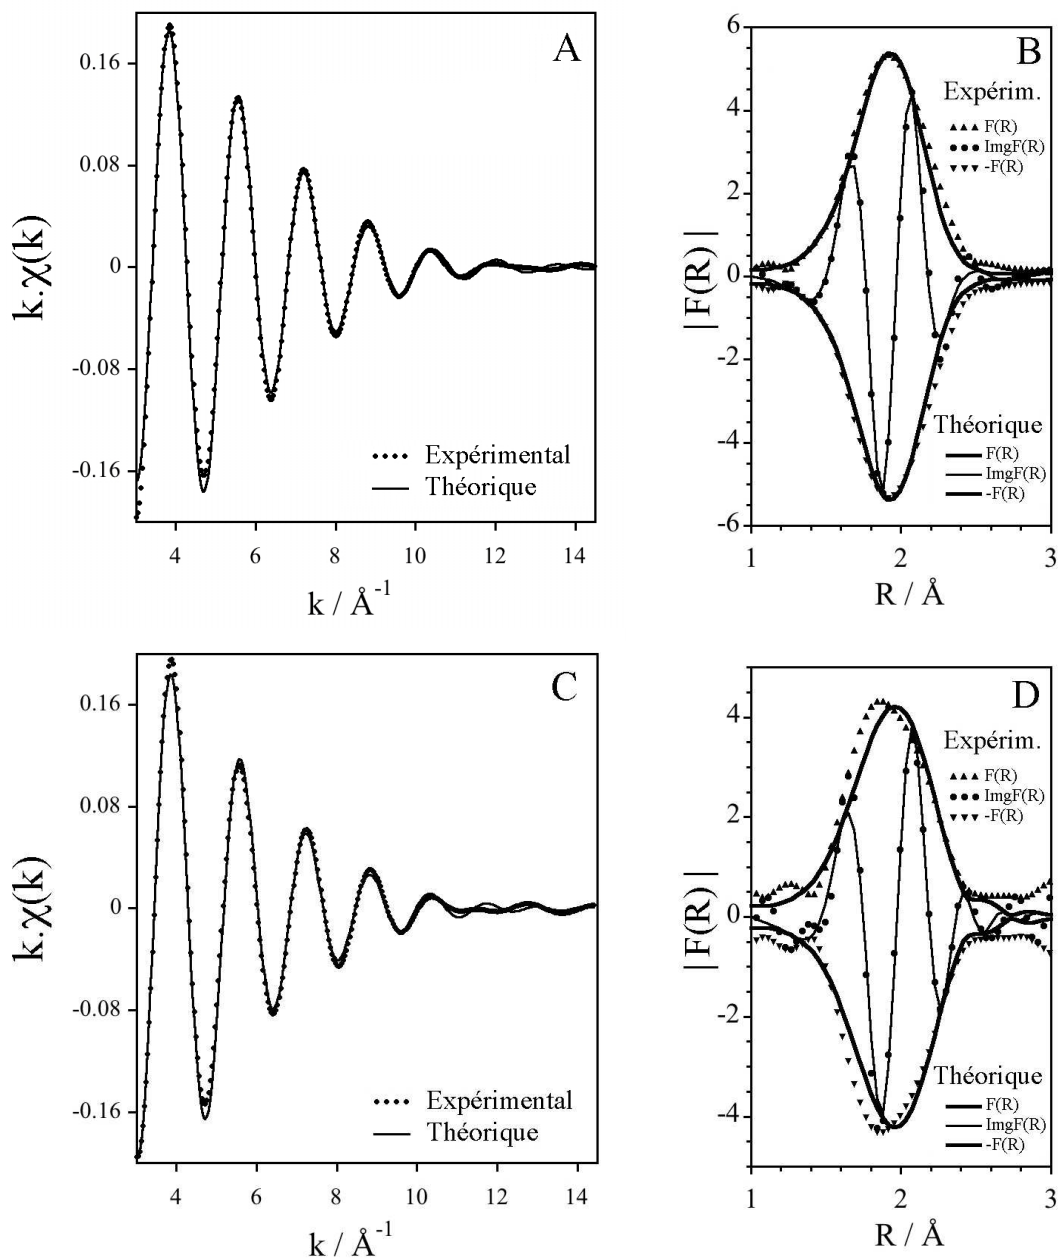 A
k.χ(k)
0.16
0.08
0
-0.08
-0.16
Expérimental
Théorique
4 6 8 10 12 14
k / Å-1
B
|F(R)|
6
4
2
0
-2
-4
-6
Expérim.
F(R)
ImgF(R)
-F(R)
Théorique
F(R)
ImgF(R)
-F(R)
1 2 3
R / Å
C
k.χ(k)
0.16
0.08
0
-0.08
-0.16
Expérimental
Théorique
4 6 8 10 12 14
k / Å-1
D
|F(R)|
4
2
0
-2
-4
Expérim.
F(R)
ImgF(R)
-F(R)
Théorique
F(R)
ImgF(R)
-F(R)
1 2 3
R / Å